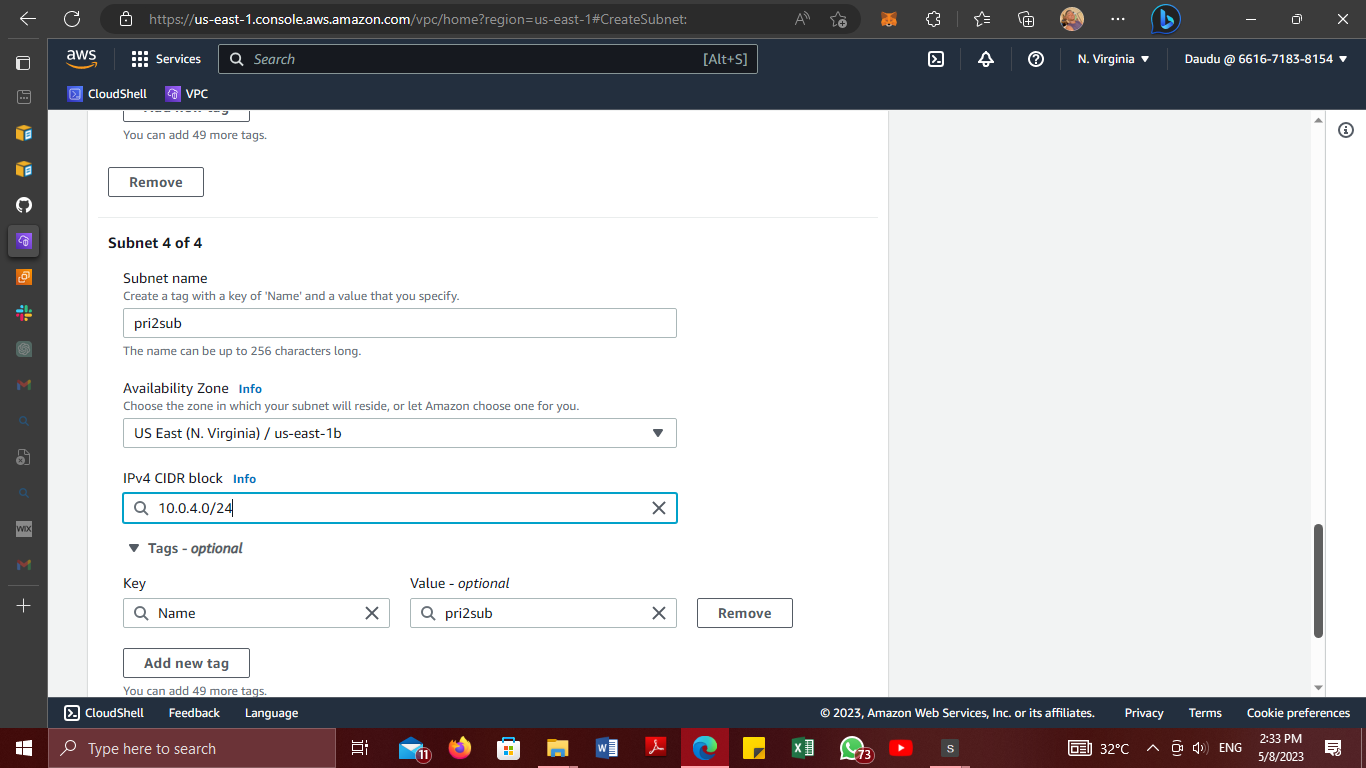 https://us-east-1.console.aws.amazon.com/vpc/home?region=us-east-1#CreateSubnet:
aws
Services
Search
[Alt+S]
N. Virginia
Daudu @ 6616-7183-8154
CloudShell
VPC
Add new tag
You can add 49 more tags.
Remove
Subnet 4 of 4
Subnet name
Create a tag with a key of 'Name' and a value that you specify.
pri2sub
The name can be up to 256 characters long.
Availability Zone Info
Choose the zone in which your subnet will reside, or let Amazon choose one for you.
US East (N. Virginia) / us-east-1b
IPv4 CIDR block Info
10.0.4.0/24
Tags - optional
Key
Value - optional
Name
pri2sub
Remove
Add new tag
You can add 49 more tags.
CloudShell
Feedback
Language
© 2023, Amazon Web Services, Inc. or its affiliates.
Privacy
Terms
Cookie preferences
WIX
Type here to search
11
73
S
32°C
ENG
2:33 PM
5/8/2023